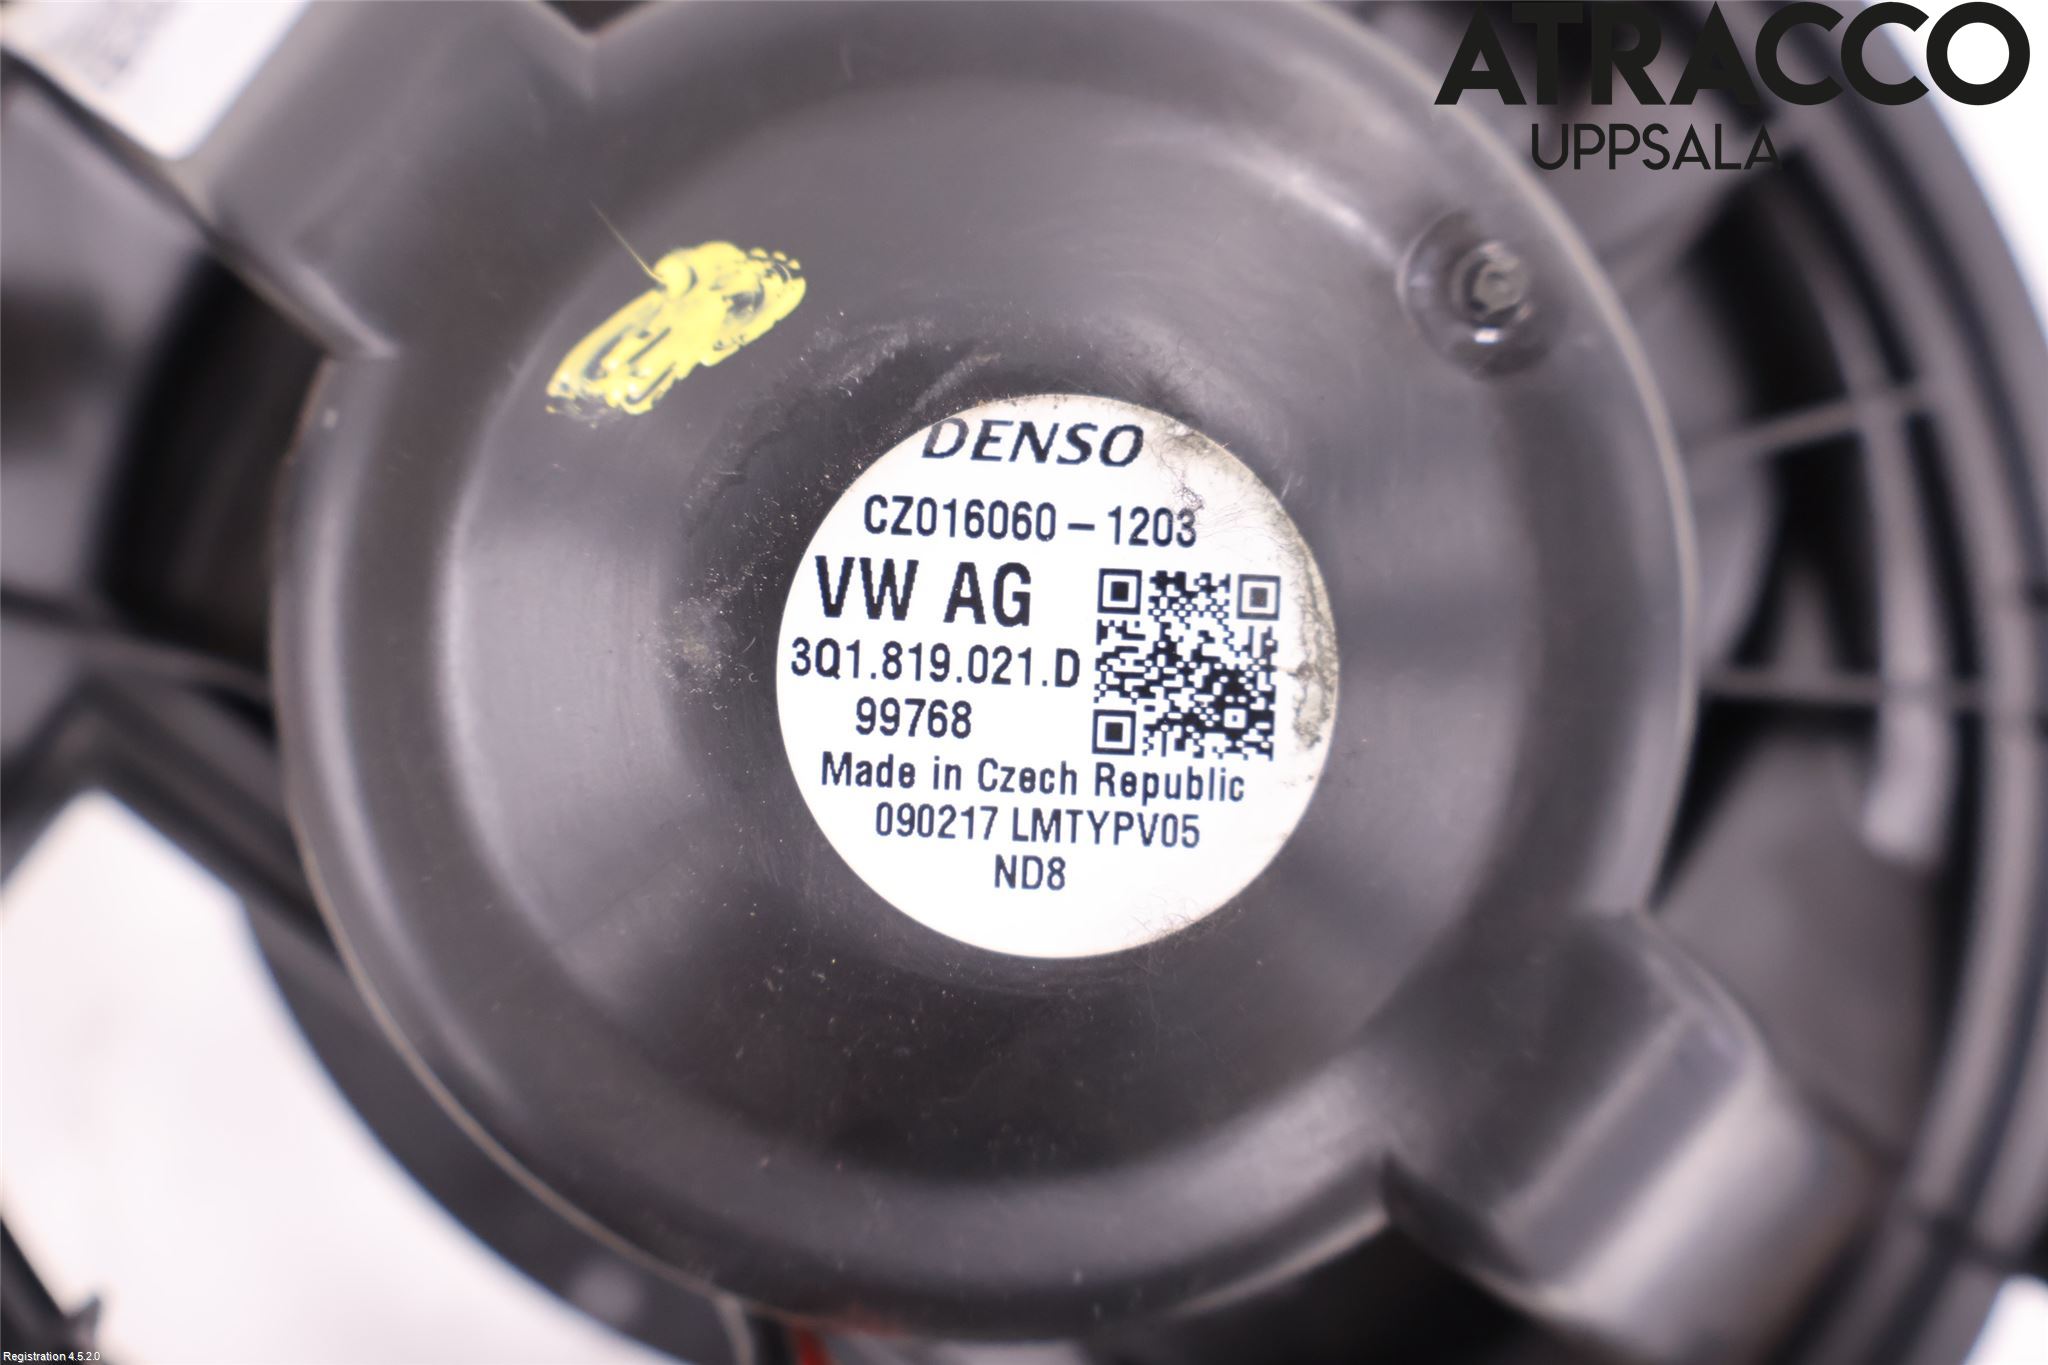 ATRACCO
UPPSALA
DENSO
CZ016060-1203
VW AG
3Q1.819.021.D
99768
Made in Czech Republic
090217 LMTYPV05
ND8
Registration 4.5.2.0